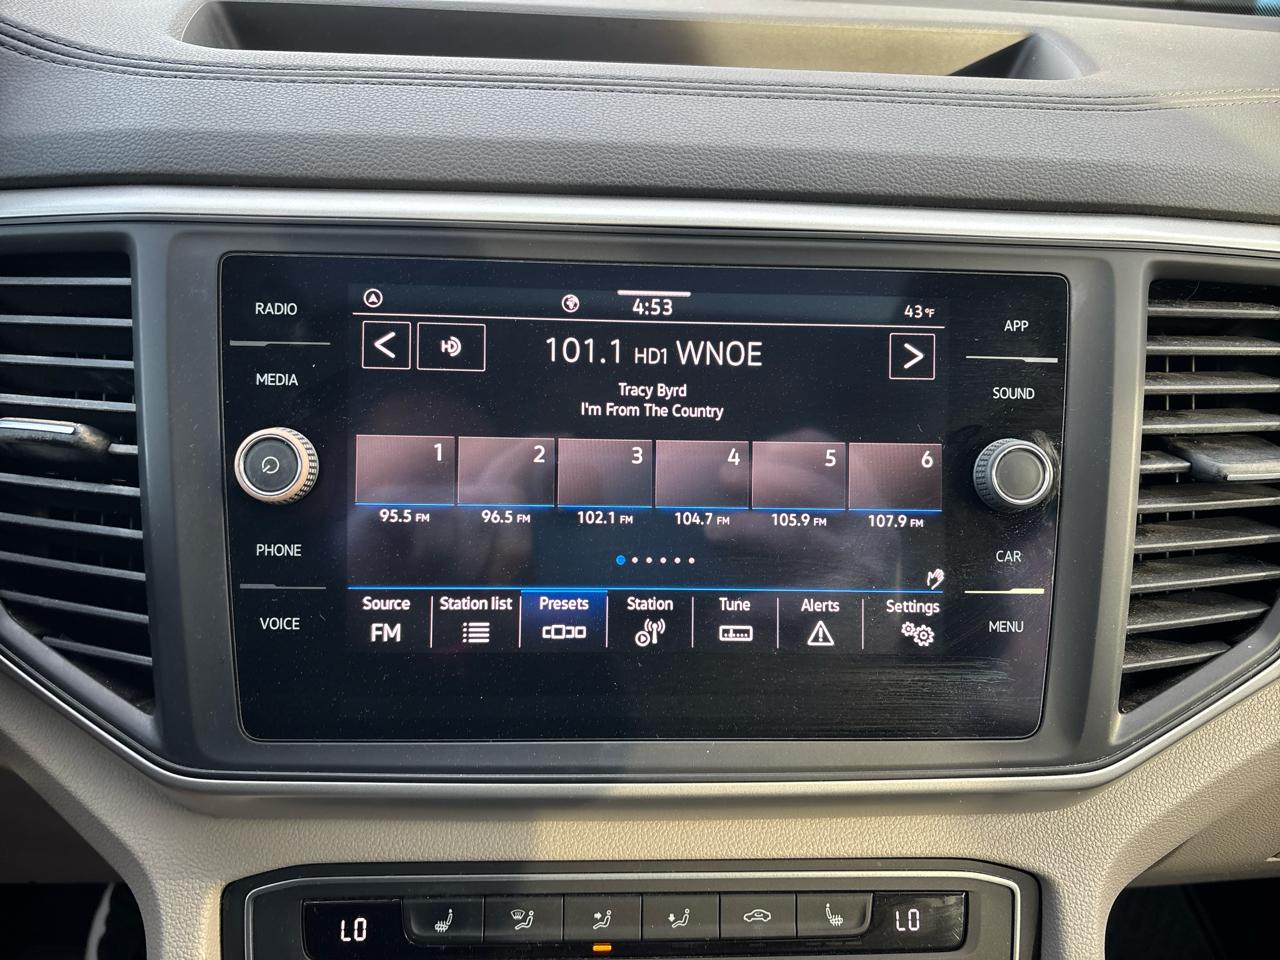 RADIO
MEDIA
PHONE
VOICE
4:53
43°F
HD
101.1 HD1 WNOE
Tracy Byrd
I'm From The Country
1 2 3 4 5 6
95.5 FM 96.5 FM 102.1 FM 104.7 FM 105.9 FM 107.9 FM
Source Station list Presets Station Tune Alerts Settings
FM
APP
SOUND
CAR
MENU
LO LO